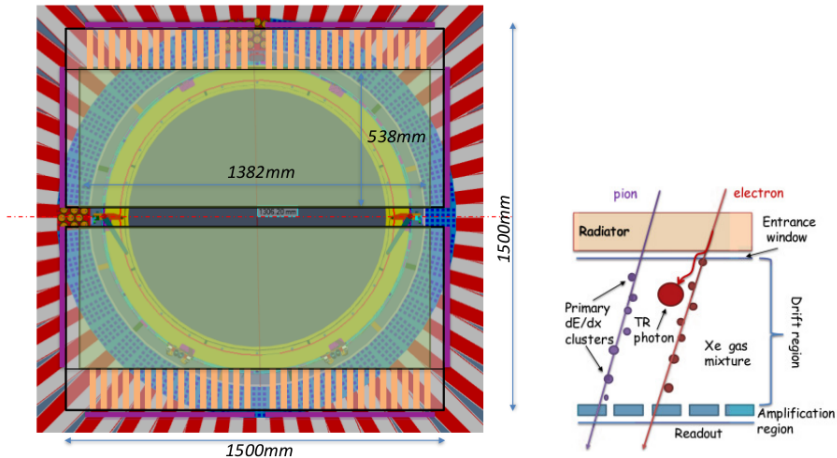 538mm
1382mm
1500mm
1500mm
pion
electron
Radiator
Entrance
window
Primary
dE/dx
clusters
TR
photon
Xe gas
mixture
Drift region
Amplification
region
Readout